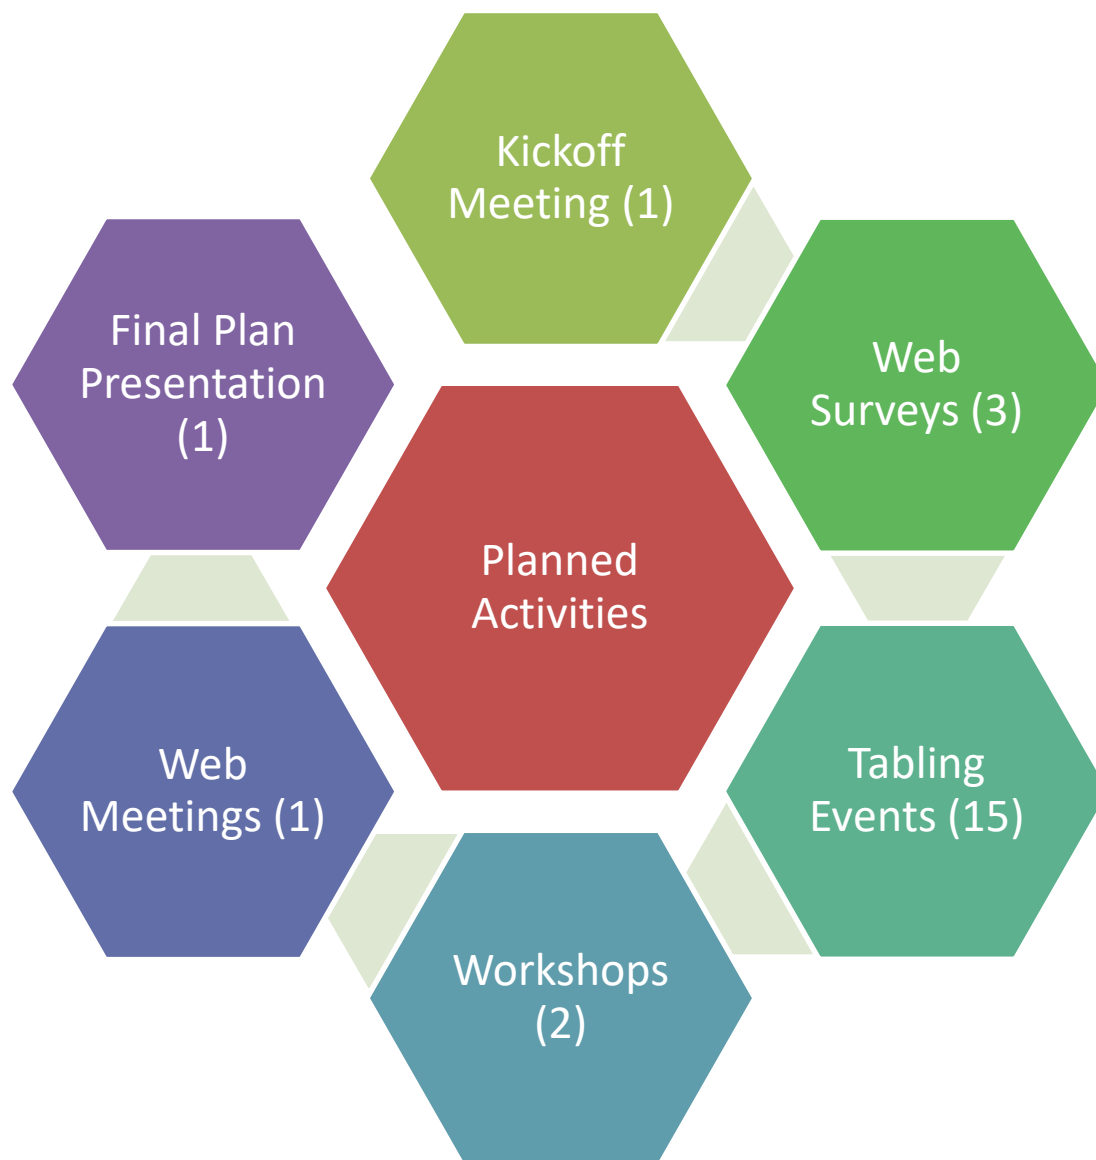 Kickoff
Meeting (1)
Web
Surveys (3)
Tabling
Events (15)
Workshops
(2)
Web
Meetings (1)
Final Plan
Presentation
(1)
Planned
Activities